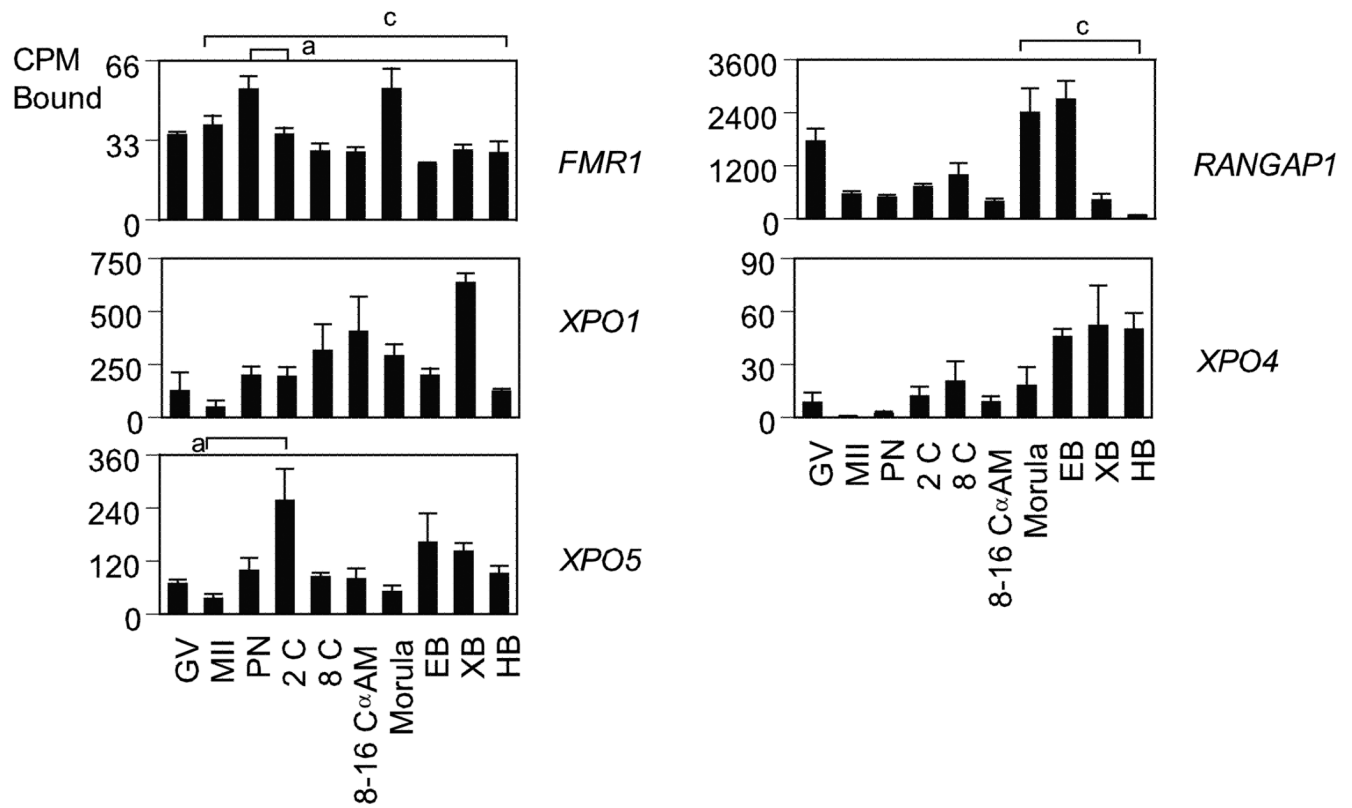 c
a
CPM
Bound
66
33
0
FMR1
750
500
250
0
XPO1
a
360
240
120
0
XPO5
GV
MII
PN
2 C
8 C
8-16 CαAM
Morula
EB
XB
HB
c
3600
2400
1200
0
RANGAP1
90
60
30
0
XPO4
GV
MII
PN
2 C
8 C
8-16 CαAM
Morula
EB
XB
HB